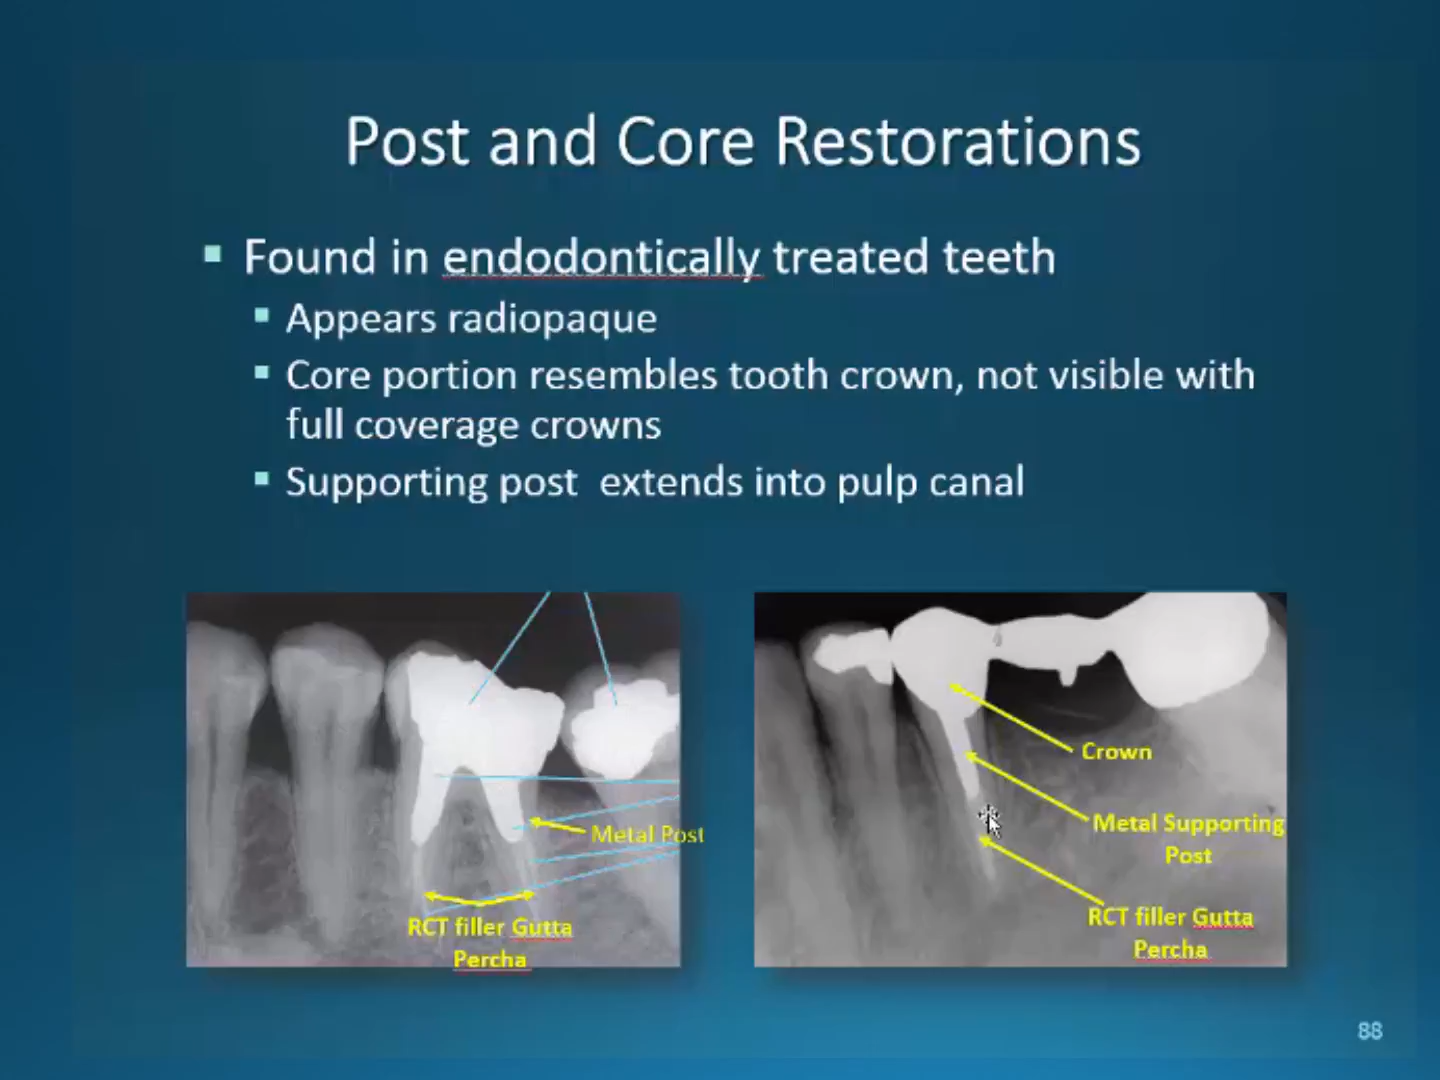 Post and Core Restorations
Found in endodontically treated teeth
Appears radiopaque
Core portion resembles tooth crown, not visible with
full coverage crowns
Supporting post extends into pulp canal
Metal Post
RCT filler Gutta
Percha
Crown
Metal Supporting
Post
RCT filler Gutta
Percha
88